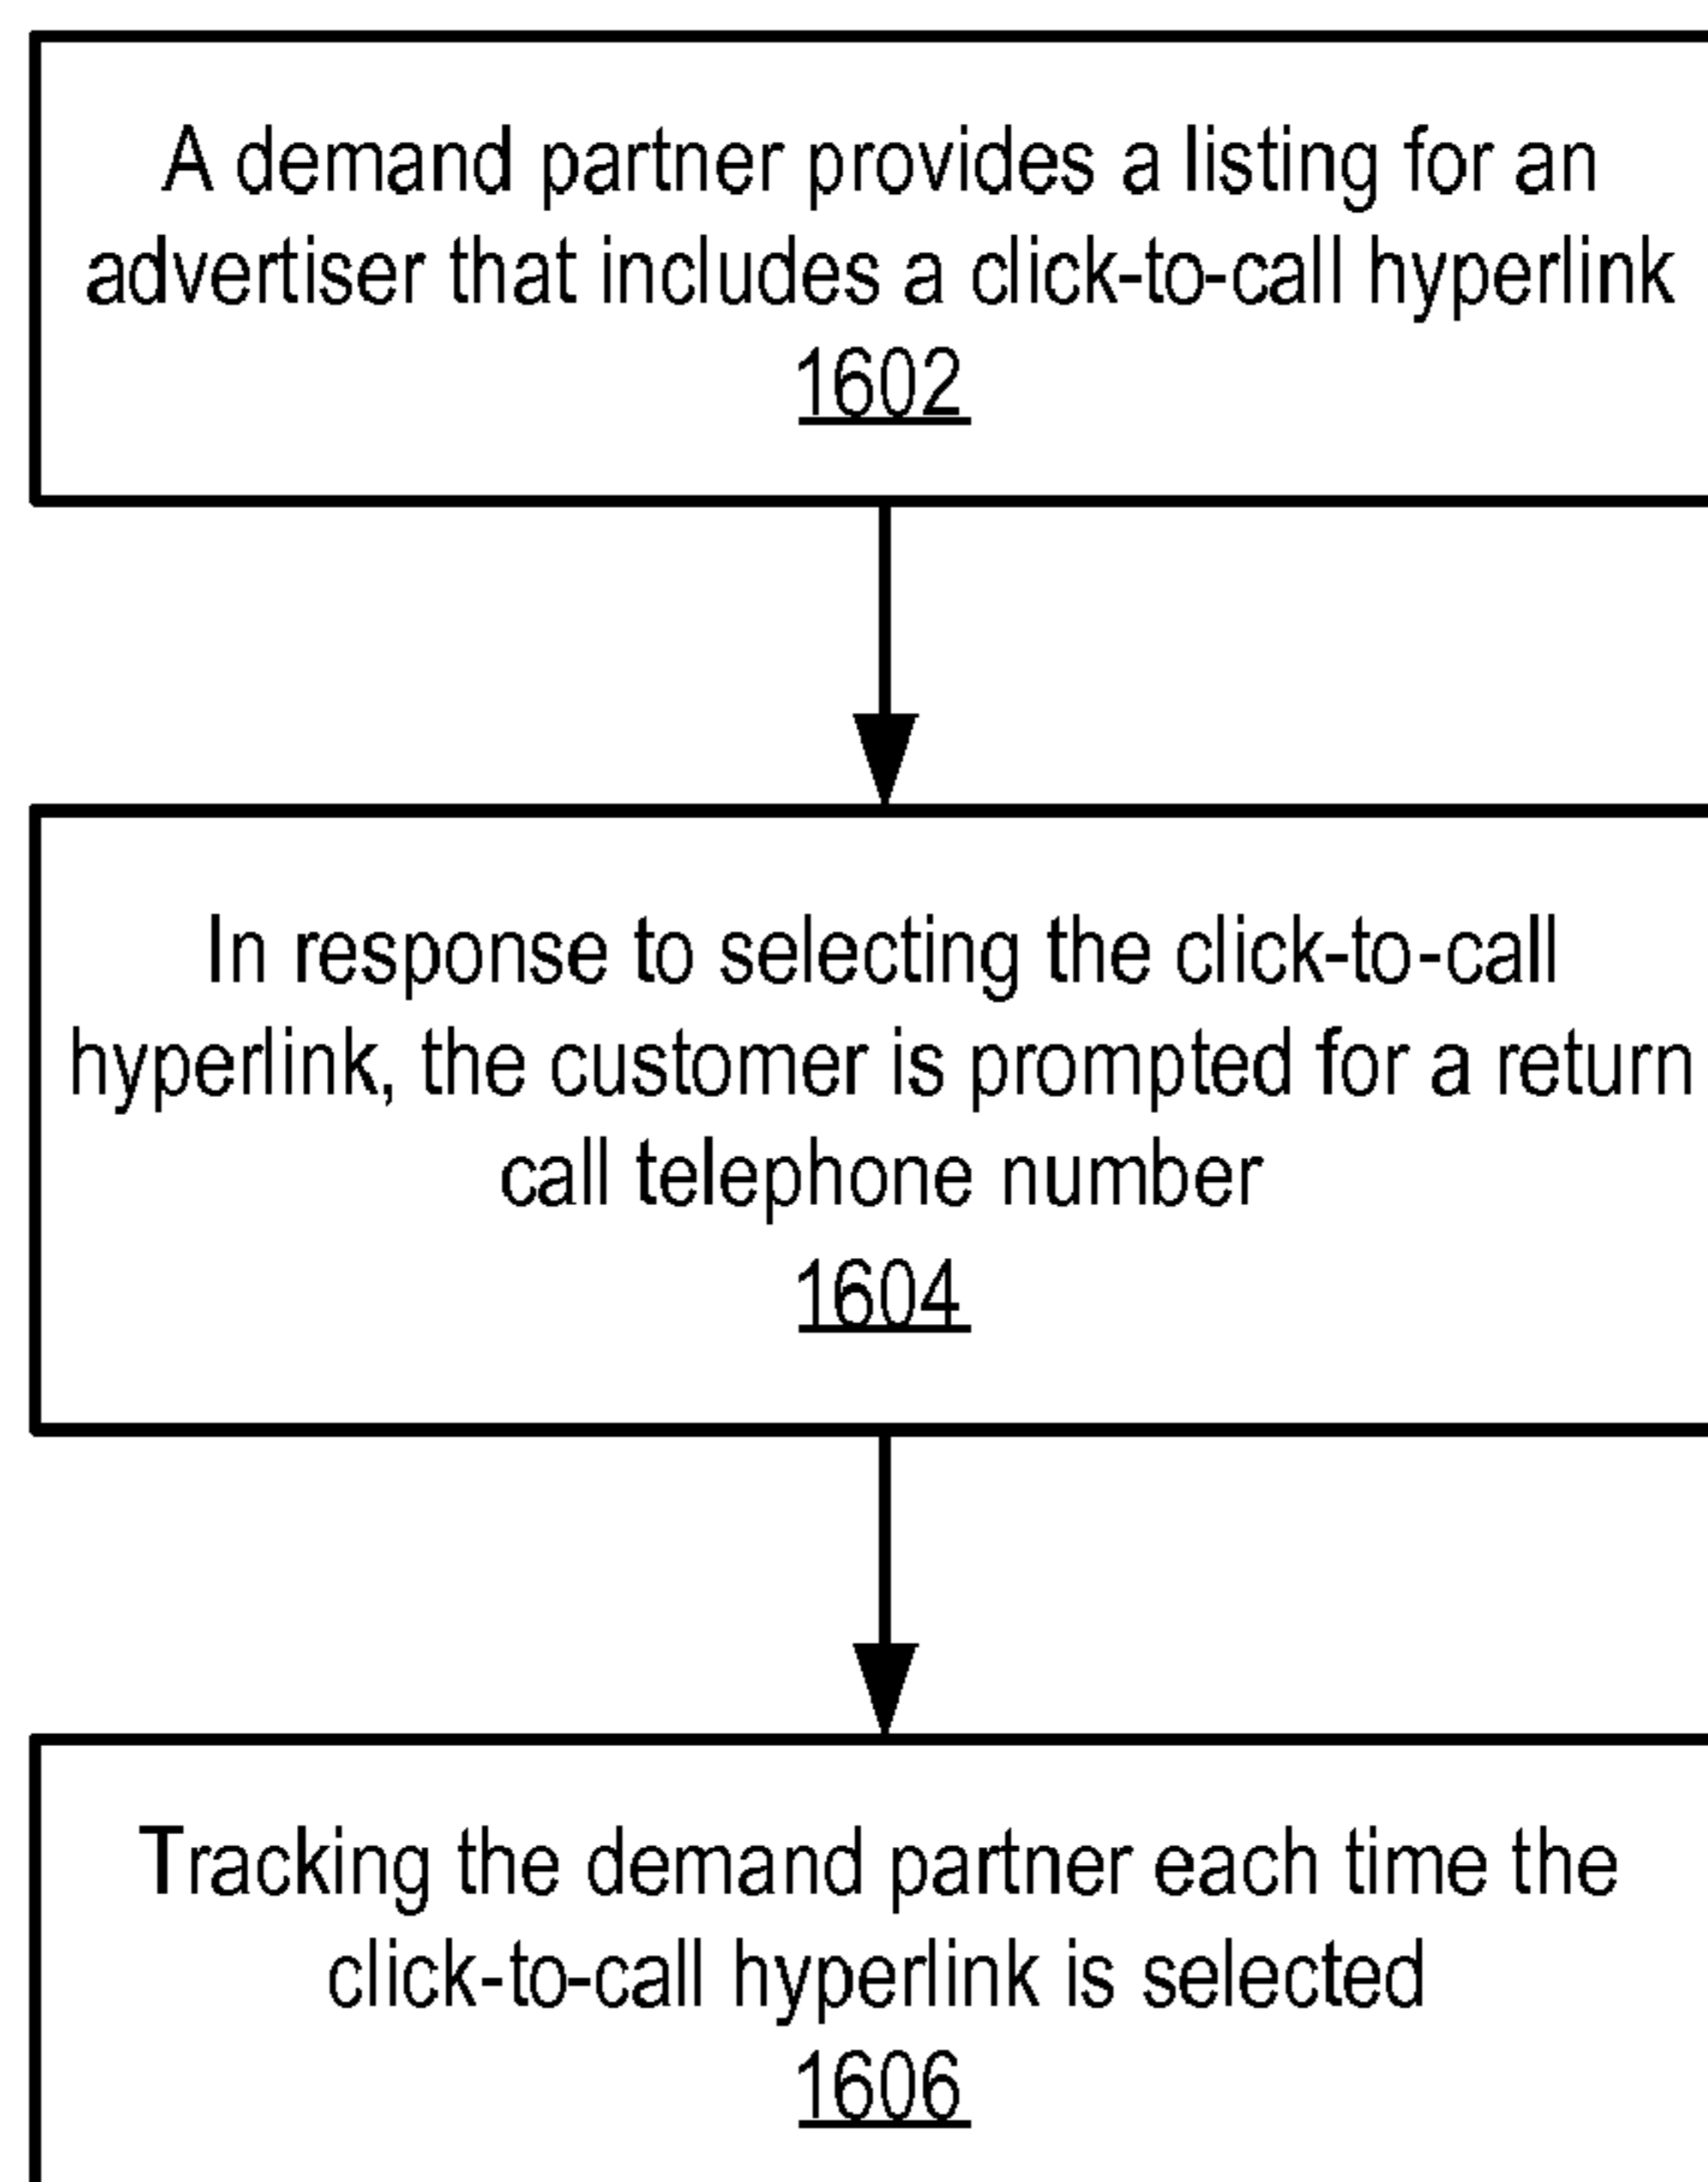 A demand partner provides a listing for an
advertiser that includes a click-to-call hyperlink
1602
In response to selecting the click-to-call
hyperlink, the customer is prompted for a return
call telephone number
1604
Tracking the demand partner each time the
click-to-call hyperlink is selected
1606